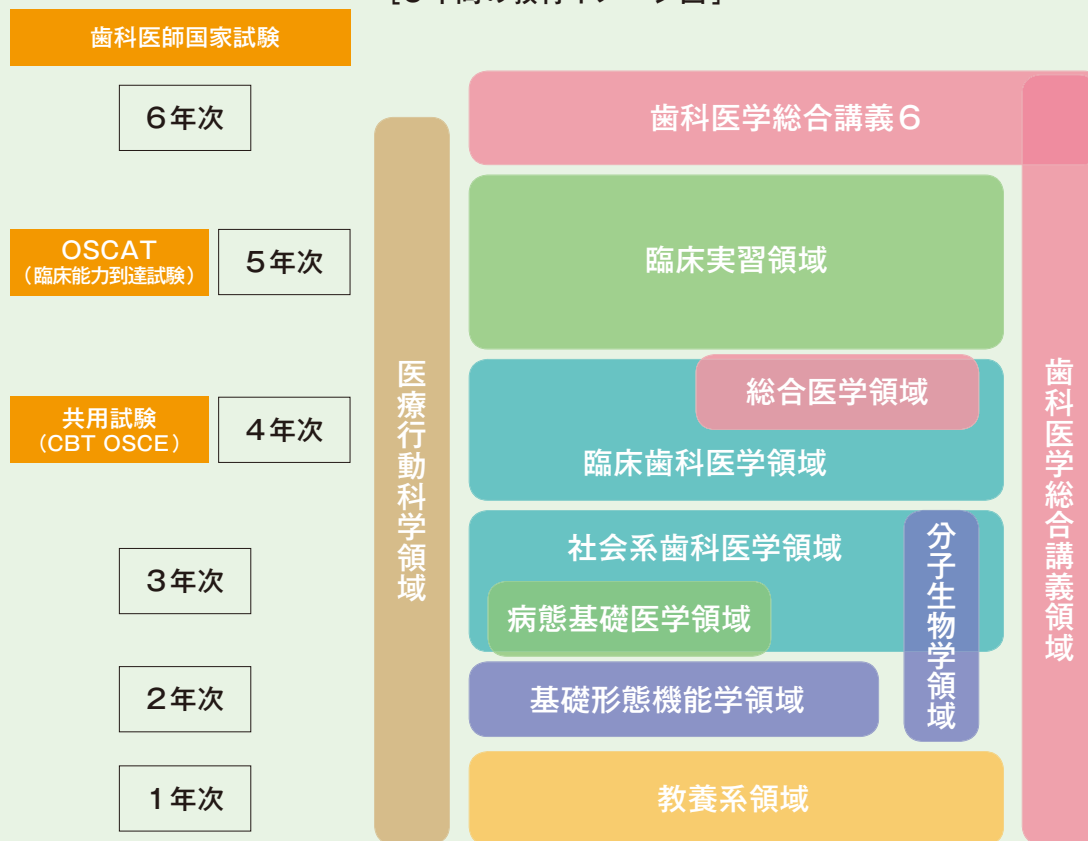 歯科医師国家試験
6年次
歯科医学総合講義6
OSCAT
(臨床能力到達試験)
5年次
臨床実習領域
共用試験
(CBT OSCE)
4年次
総合医学領域
臨床歯科医学領域
医療行動科学領域
歯科医学総合講義領域
3年次
社会系歯科医学領域
病態基礎医学領域
分子生物学領域
2年次
基礎形態機能学領域
1年次
教養系領域